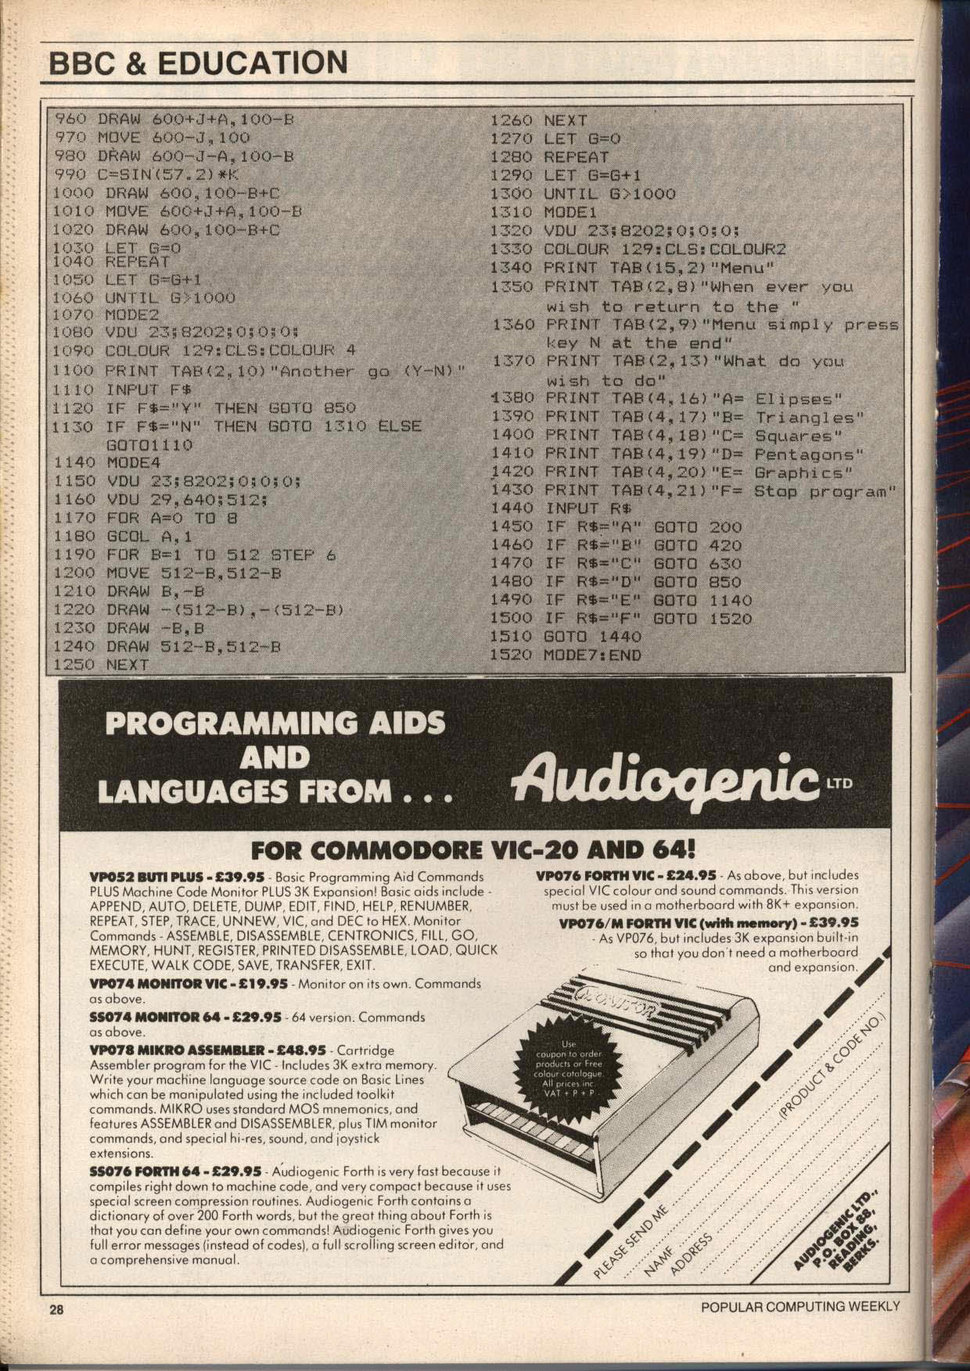 BBC & EDUCATION
960 DRAW 600+J+A,100-B
970 MOVE 600-J,100
980 DRAW 600-J-A,100-B
990 C=SIN(57.2)*K
1000 DRAW 600,100-B+C
1010 MOVE 600+J+A,100-B
1020 DRAW 600,100-B+C
1030 LET G=0
1040 REPEAT
1050 LET G=G+1
1060 UNTIL G>1000
1070 MODE2
1080 VDU 23;8202;0;0;0;
1090 COLOUR 129:CLS:COLOUR 4
1100 PRINT TAB(2,10)"Another go (Y-N)"
1110 INPUT F$
1120 IF F$="Y" THEN GOTO 850
1130 IF F$="N" THEN GOTO 1310 ELSE
GOTO1110
1140 MODE4
1150 VDU 23;8202;0;0;0;
1160 VDU 29,640;512;
1170 FOR A=0 TO 8
1180 GCOL A,1
1190 FOR B=1 TO 512 STEP 6
1200 MOVE 512-B,512-B
1210 DRAW B,-B
1220 DRAW -(512-B),-(512-B)
1230 DRAW -B,B
1240 DRAW 512-B,512-B
1250 NEXT
1260 NEXT
1270 LET G=0
1280 REPEAT
1290 LET G=G+1
1300 UNTIL G>1000
1310 MODE1
1320 VDU 23;8202;0;0;0;
1330 COLOUR 129:CLS:COLOUR2
1340 PRINT TAB(15,2)"Menu"
1350 PRINT TAB(2,8)"When ever you
wish to return to the "
1360 PRINT TAB(2,9)"Menu simply press
key N at the end"
1370 PRINT TAB(2,13)"What do you
wish to do"
1380 PRINT TAB(4,16)"A= Elipses"
1390 PRINT TAB(4,17)"B= Triangles"
1400 PRINT TAB(4,18)"C= Squares"
1410 PRINT TAB(4,19)"D= Pentagons"
1420 PRINT TAB(4,20)"E= Graphics"
1430 PRINT TAB(4,21)"F= Stop program"
1440 INPUT R$
1450 IF R$="A" GOTO 200
1460 IF R$="B" GOTO 420
1470 IF R$="C" GOTO 630
1480 IF R$="D" GOTO 850
1490 IF R$="E" GOTO 1140
1500 IF R$="F" GOTO 1520
1510 GOTO 1440
1520 MODE7:END
PROGRAMMING AIDS
AND
LANGUAGES FROM . . .
Audiogenic LTD
FOR COMMODORE VIC-20 AND 64!
VP052 BUTI PLUS - £39.95 - Basic Programming Aid Commands
PLUS Machine Code Monitor PLUS 3K Expansion! Basic aids include -
APPEND, AUTO, DELETE, DUMP, EDIT, FIND, HELP, RENUMBER,
REPEAT, STEP, TRACE, UNNEW, VIC, and DEC to HEX. Monitor
Commands - ASSEMBLE, DISASSEMBLE, CENTRONICS, FILL, GO,
MEMORY, HUNT, REGISTER, PRINTED DISASSEMBLE, LOAD, QUICK
EXECUTE, WALK CODE, SAVE, TRANSFER, EXIT.
VP074 MONITOR VIC - £19.95 - Monitor on its own. Commands
as above.
SS074 MONITOR 64 - £29.95 - 64 version. Commands
as above.
VP078 MIKRO ASSEMBLER - £48.95 - Cartridge
Assembler program for the VIC - Includes 3K extra memory.
Write your machine language source code on Basic Lines
which can be manipulated using the included toolkit
commands. MIKRO uses standard MOS mnemonics, and
features ASSEMBLER and DISASSEMBLER, plus TIM monitor
commands, and special hi-res, sound, and joystick
extensions.
SS076 FORTH 64 - £29.95 - Audiogenic Forth is very fast because it
compiles right down to machine code, and very compact because it uses
special screen compression routines. Audiogenic Forth contains a
dictionary of over 200 Forth words, but the great thing about Forth is
that you can define your own commands! Audiogenic Forth gives you
full error messages (instead of codes), a full scrolling screen editor, and
a comprehensive manual.
VP076 FORTH VIC - £24.95 - As above, but includes
special VIC colour and sound commands. This version
must be used in a motherboard with 8K+ expansion.
VP076/M FORTH VIC (with memory) - £39.95
- As VP076, but includes 3K expansion built-in
so that you don't need a motherboard
and expansion.
MONITOR
Use
coupon to order
products or Free
colour catalogue
All prices inc.
VAT + P + P
PLEASE SEND ME
(PRODUCT & CODE NO.)
NAME
ADDRESS
AUDIOGENIC LTD.,
P.O. BOX 88,
READING,
BERKS.
28
POPULAR COMPUTING WEEKLY